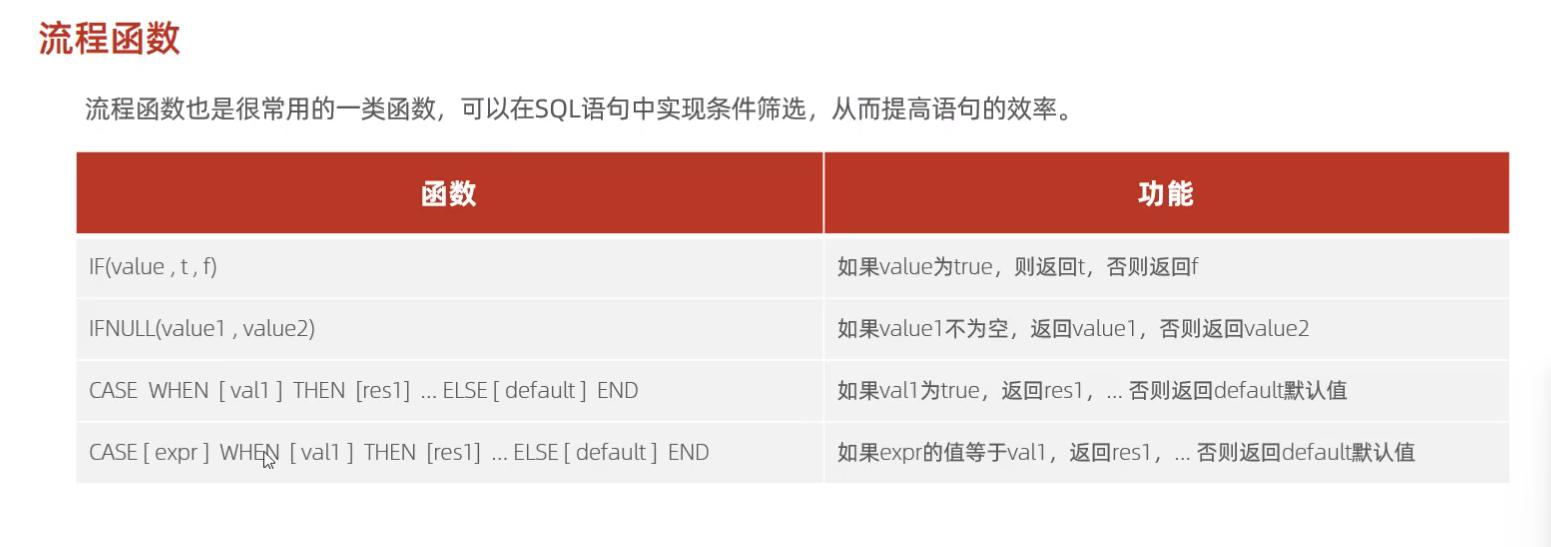 流程函数
流程函数也是很常用的一类函数，可以在SQL语句中实现条件筛选，从而提高语句的效率。
函数 功能
IF(value , t , f) 如果value为true，则返回t，否则返回f
IFNULL(value1 , value2) 如果value1不为空，返回value1，否则返回value2
CASE WHEN [ val1 ] THEN [res1] ... ELSE [ default ] END 如果val1为true，返回res1，... 否则返回default默认值
CASE [ expr ] WHEN [ val1 ] THEN [res1] ... ELSE [ default ] END 如果expr的值等于val1，返回res1，... 否则返回default默认值